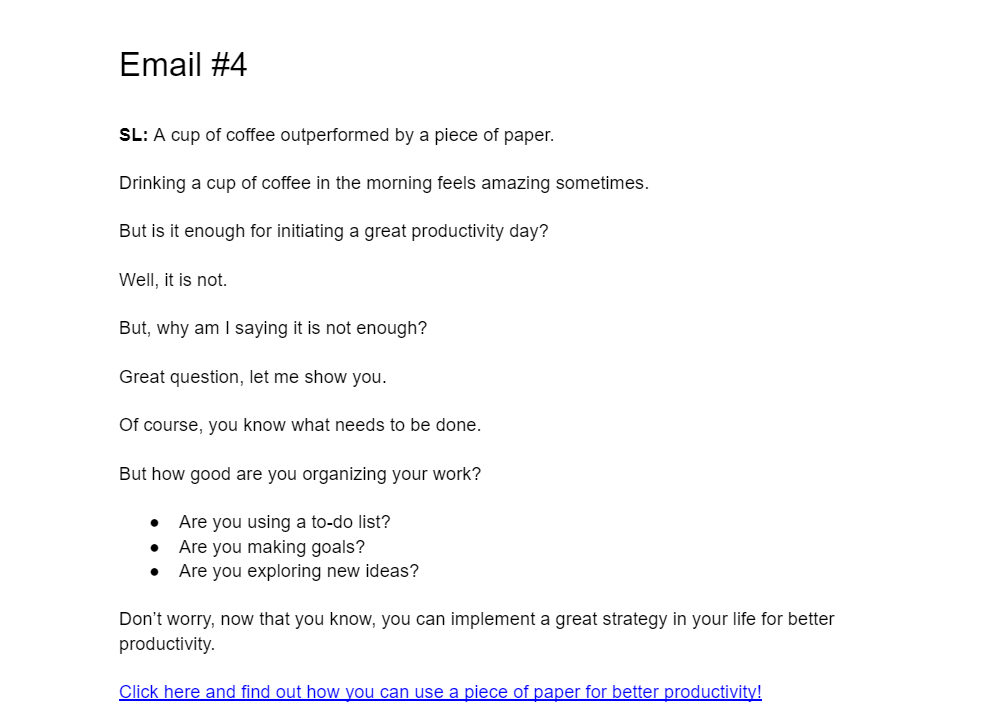 Email #4
SL: A cup of coffee outperformed by a piece of paper.
Drinking a cup of coffee in the morning feels amazing sometimes.
But is it enough for initiating a great productivity day?
Well, it is not.
But, why am I saying it is not enough?
Great question, let me show you.
Of course, you know what needs to be done.
But how good are you organizing your work?
● Are you using a to-do list?
● Are you making goals?
● Are you exploring new ideas?
Don’t worry, now that you know, you can implement a great strategy in your life for better
productivity.
Click here and find out how you can use a piece of paper for better productivity!